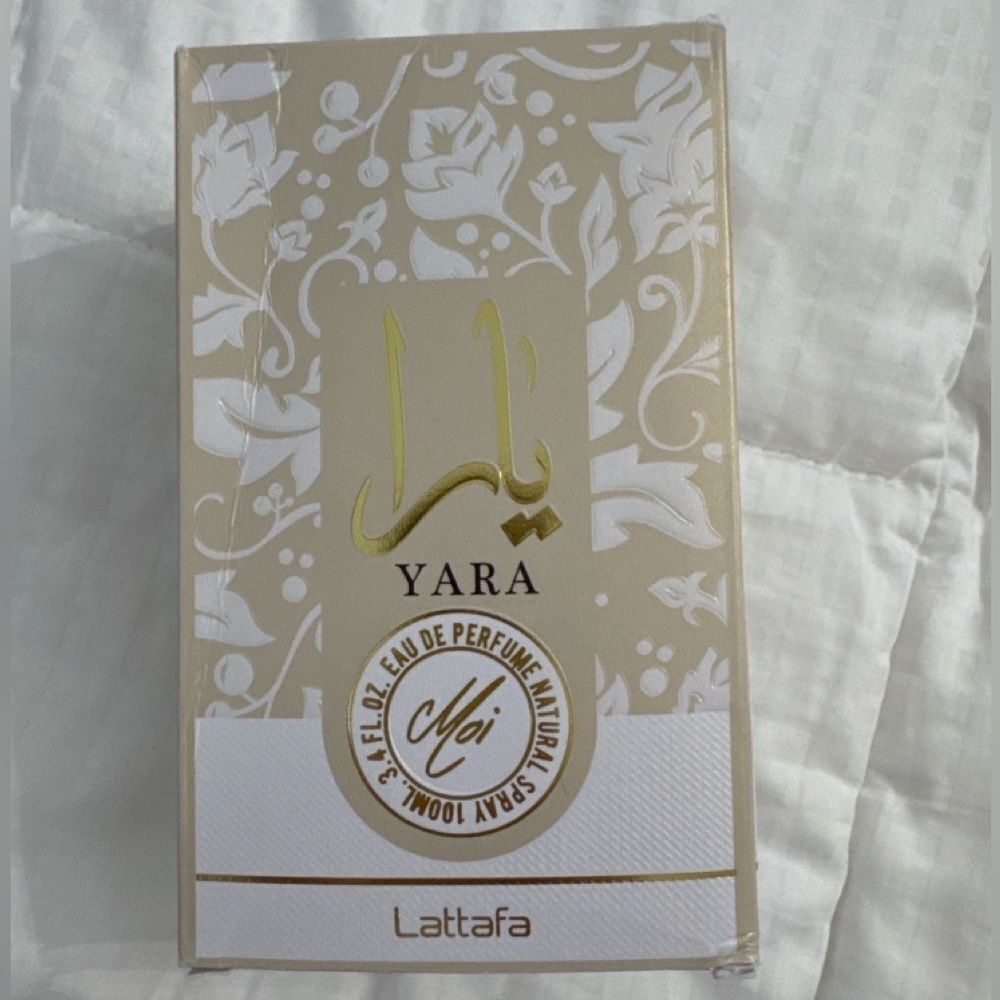 يارا
YARA
EAU DE PERFUME NATURAL SPRAY 100ML. 3.4 FL.OZ.
Moi
Lattafa